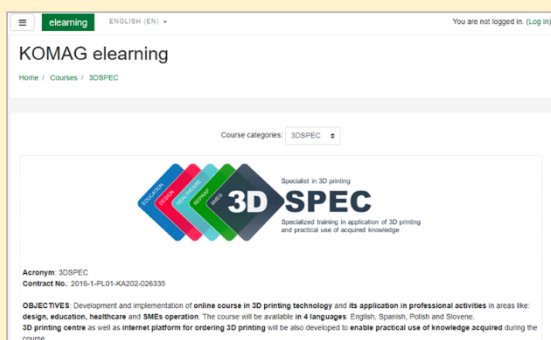 elearning ENGLISH (EN) You are not logged in. (Log in)
KOMAG elearning
Home / Courses / 3DSPEC
Course categories: 3DSPEC
EDUCATION
DESIGN
HEALTHCARE
REPRAP
SMES
3D SPEC
Specialist in 3D printing
Specialized training in application of 3D printing
and practical use of acquired knowledge
Acronym: 3DSPEC
Contract No.: 2016-1-PL01-KA202-026335
OBJECTIVES: Development and implementation of online course in 3D printing technology and its application in professional activities in areas like:
design, education, healthcare and SMEs operation. The course will be available in 4 languages: English, Spanish, Polish and Slovene.
3D printing centre as well as internet platform for ordering 3D printing will be also developed to enable practical use of knowledge acquired during the
course.